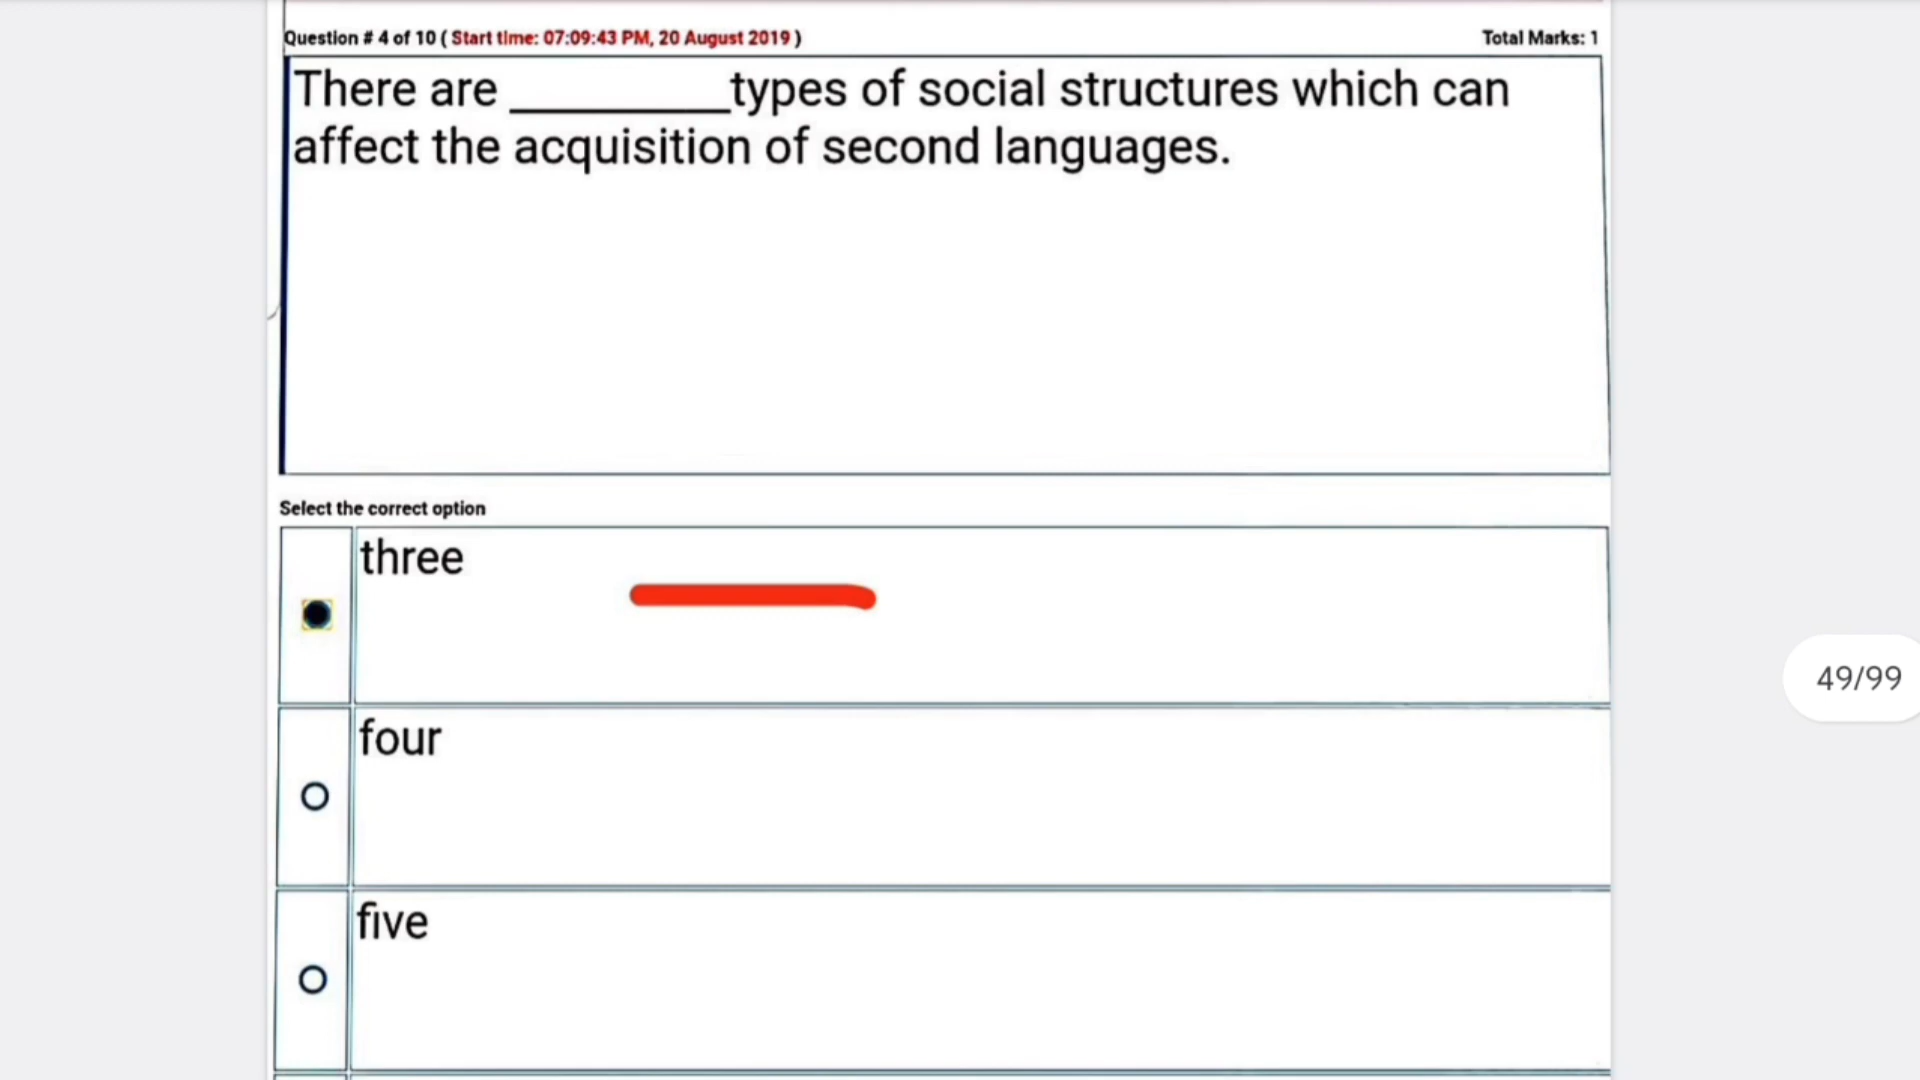 Question # 4 of 10 ( Start time: 07:09:43 PM, 20 August 2019 )
Total Marks: 1
There are _________types of social structures which can
affect the acquisition of second languages.
Select the correct option
three
four
49/99
five